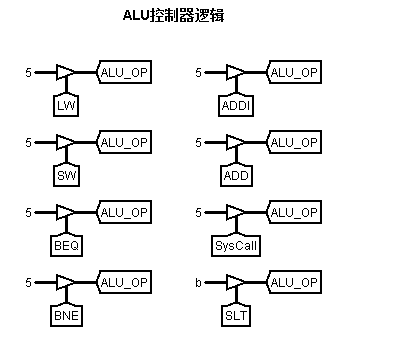 ALU控制器逻辑
5 ALU_OP 5 ALU_OP
LW ADDI
5 ALU_OP 5 ALU_OP
SW ADD
5 ALU_OP 5 ALU_OP
BEQ SysCall
5 ALU_OP b ALU_OP
BNE SLT